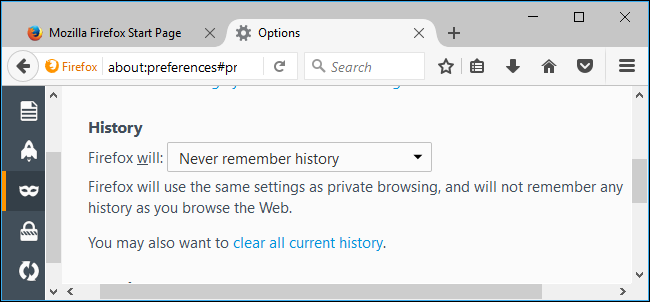 Mozilla Firefox Start Page
Options
Firefox
about:preferences#pr
Search
History
Firefox will:
Never remember history
Firefox will use the same settings as private browsing, and will not remember any
history as you browse the Web.
You may also want to clear all current history.